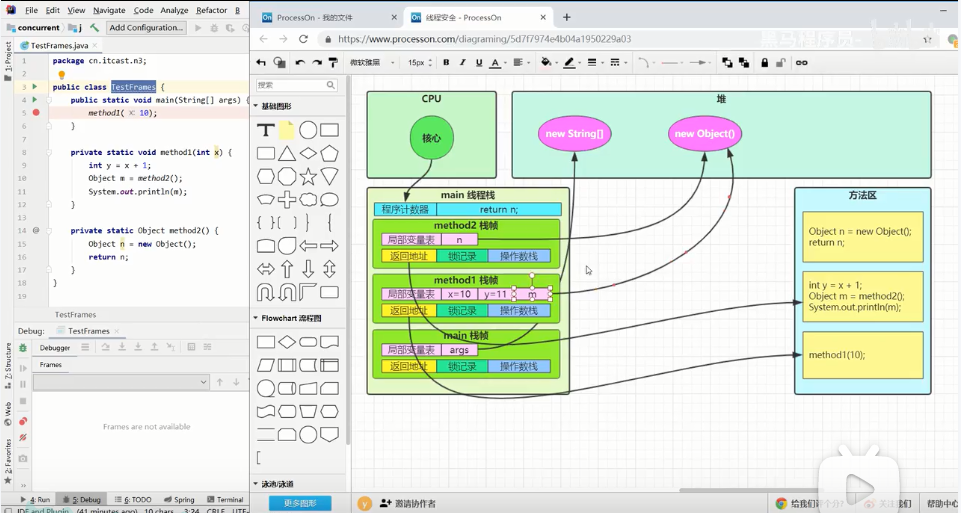 File Edit View Navigate Code Analyze Refactor B
concurrent
Add Configuration...
TestFrames.java
1: Project
1 package cn.itcast.n3;
2
3 public class TestFrames {
4 public static void main(String[] args) {
5 method1( 10);
6 }
7
8 private static void method1(int x) {
9 int y = x + 1;
10 Object m = method2();
11 System.out.println(m);
12 }
13
14 private static Object method2() {
15 Object n = new Object();
16 return n;
17 }
18 }
19
TestFrames
Debug: TestFrames
Debugger
Frames
Frames are not available
Z: Structure
Web
2: Favorites
4: Run 5: Debug 6: TODO Spring Terminal
IDE and Plugin (41 minutes ago) 10 chars 3:24 CRLF UTF-
ProcessOn - 我的文件
线程安全 - ProcessOn
https://www.processon.com/diagraming/5d7f7974e4b04a1950229a03
黑马程序员
微软雅黑 15px B I U A
搜索
基础图形
T
Flowchart 流程图
泳池/泳道
更多图形
邀请协作者
CPU
核心
堆
new String[]
new Object()
main 线程栈
程序计数器 return n;
method2 栈帧
局部变量表 n
返回地址 锁记录 操作数栈
method1 栈帧
局部变量表 x=10 y=11 m
返回地址 锁记录 操作数栈
main 栈帧
局部变量表 args
返回地址 锁记录 操作数栈
方法区
Object n = new Object();
return n;
int y = x + 1;
Object m = method2();
System.out.println(m);
method1(10);
关注我们
帮助中心